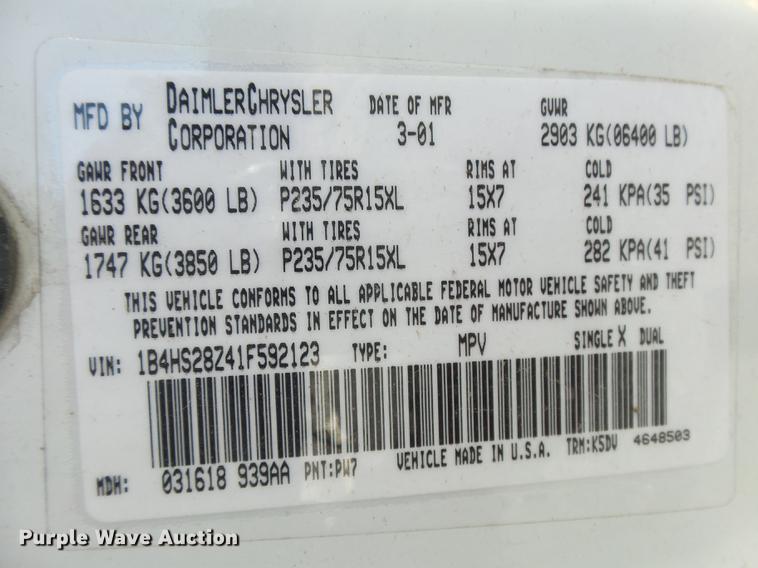 MFD BY DAIMLERCHRYSLER CORPORATION DATE OF MFR 3-01 GVWR 2903 KG(06400 LB)
GAWR FRONT WITH TIRES RIMS AT COLD
1633 KG(3600 LB) P235/75R15XL 15X7 241 KPA(35 PSI)
GAWR REAR WITH TIRES RIMS AT COLD
1747 KG(3850 LB) P235/75R15XL 15X7 282 KPA(41 PSI)
THIS VEHICLE CONFORMS TO ALL APPLICABLE FEDERAL MOTOR VEHICLE SAFETY AND THEFT
PREVENTION STANDARDS IN EFFECT ON THE DATE OF MANUFACTURE SHOWN ABOVE.
VIN: 1B4HS28Z41F592123 TYPE: MPV SINGLE X DUAL
MDH: 031618 939AA PNT:PW7 VEHICLE MADE IN U.S.A. TRM:K5DV 4648503
Purple Wave Auction